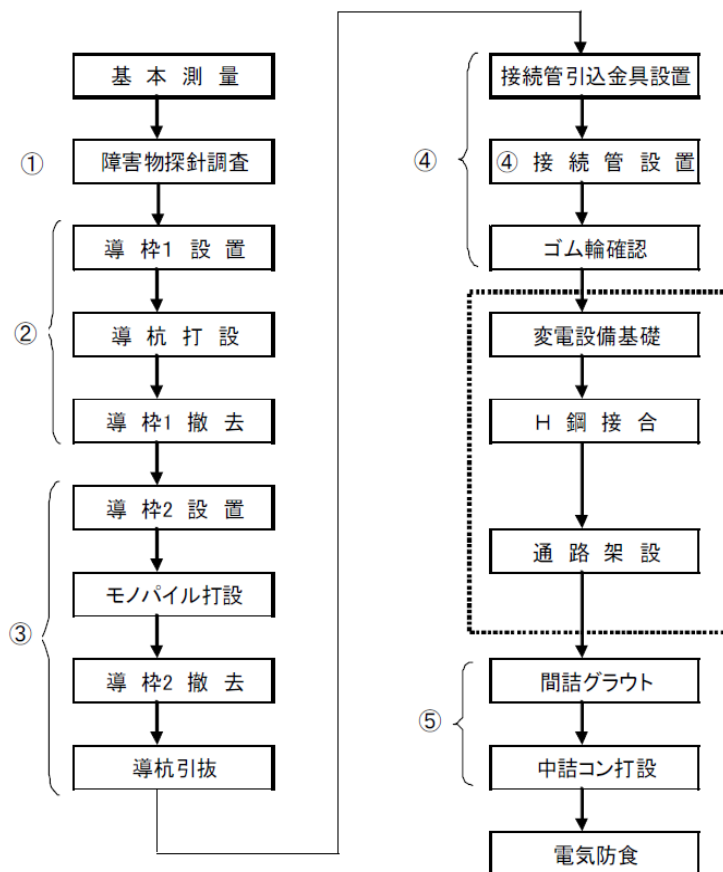 基本測量
①
障害物探針調査
導枠1設置
②
導杭打設
導枠1撤去
導枠2設置
モノパイル打設
③
導枠2撤去
導杭引抜
接続管引込金具設置
④
④接続管設置
ゴム輪確認
変電設備基礎
H鋼接合
通路架設
間詰グラウト
⑤
中詰コン打設
電気防食